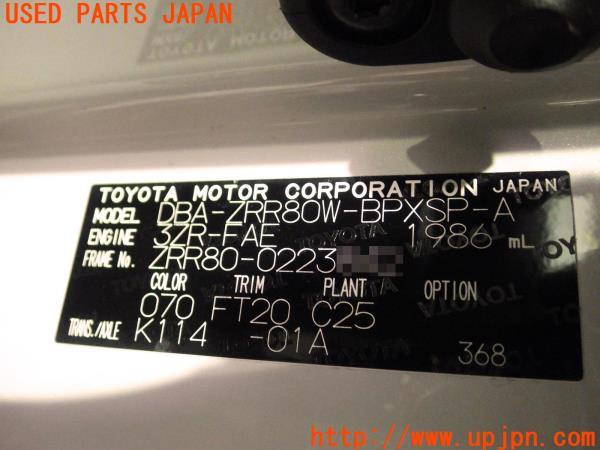 USED PARTS JAPAN
TOYOTA MOTOR CORPORATION JAPAN
MODEL DBA-ZRR80W-BPXSP-A
ENGINE 3ZR-FAE 1986 mL
FRAME No. ZRR80-0223
COLOR TRIM PLANT OPTION
070 FT20 C25
TRANS./AXLE K114 -01A
368
(C) UPJ
http://www.upjpn.com/